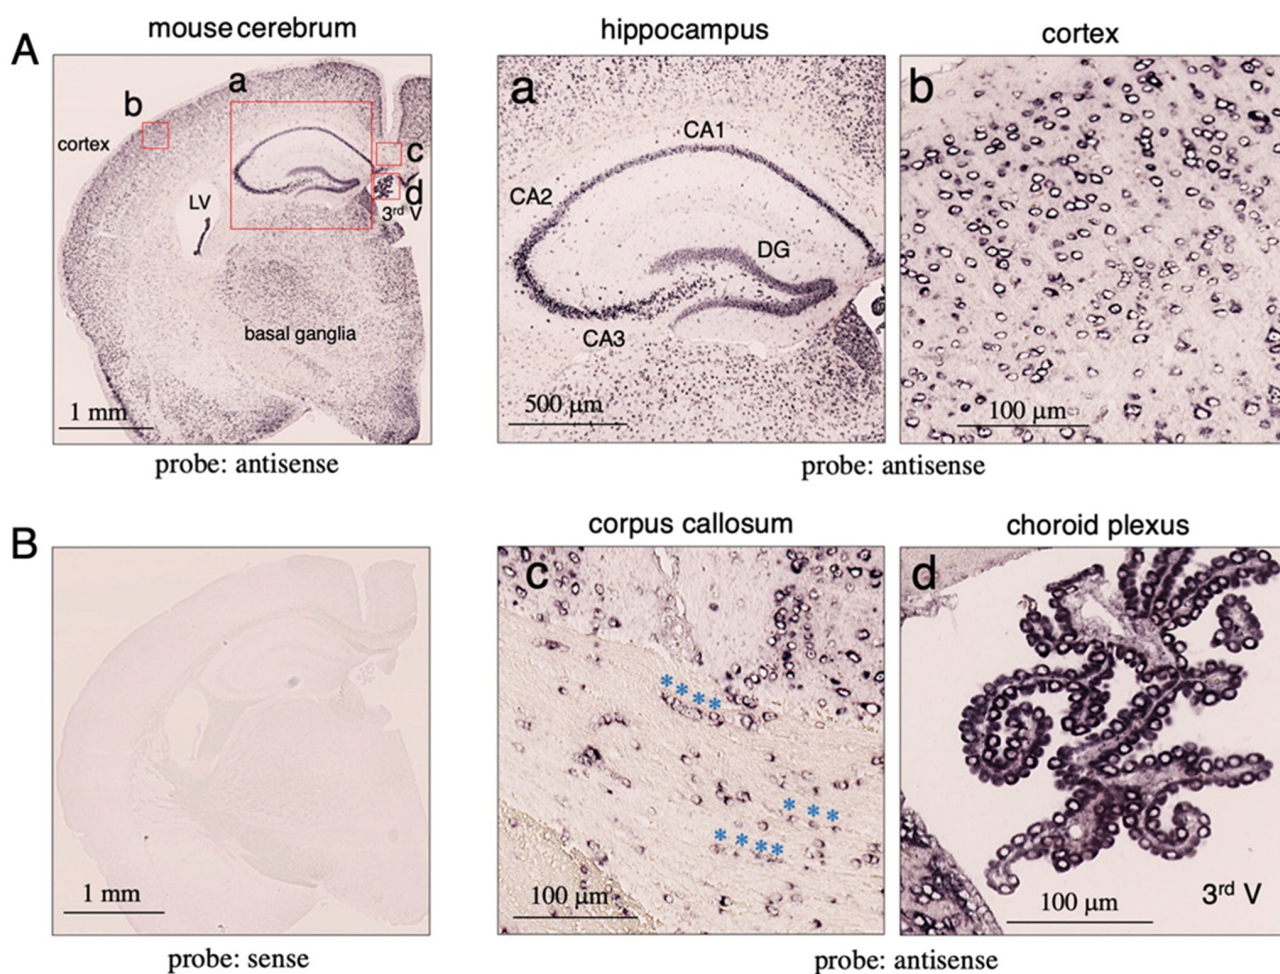 A
mouse cerebrum
hippocampus
cortex
a
b
cortex
c
d
LV
3rd V
basal ganglia
1 mm
a
CA1
CA2
DG
CA3
500 µm
b
100 µm
probe: antisense
probe: antisense
B
corpus callosum
choroid plexus
1 mm
c
**** 
***
****
100 µm
d
3rd V
100 µm
probe: sense
probe: antisense